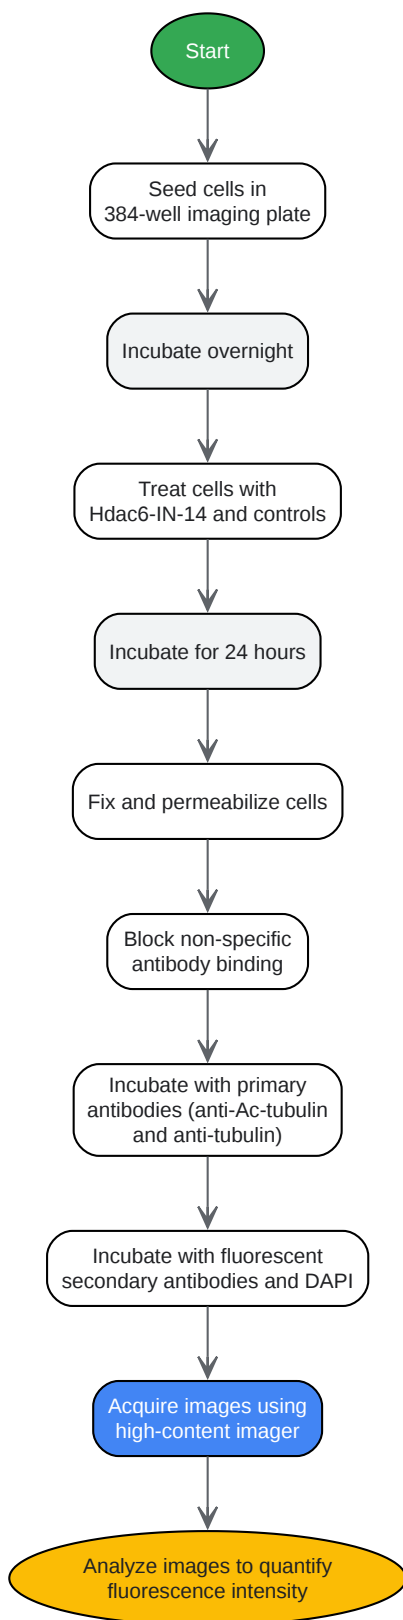 Start
Seed cells in
384-well imaging plate
Incubate overnight
Treat cells with
Hdac6-IN-14 and controls
Incubate for 24 hours
Fix and permeabilize cells
Block non-specific
antibody binding
Incubate with primary
antibodies (anti-Ac-tubulin
and anti-tubulin)
Incubate with fluorescent
secondary antibodies and DAPI
Acquire images using
high-content imager
Analyze images to quantify
fluorescence intensity